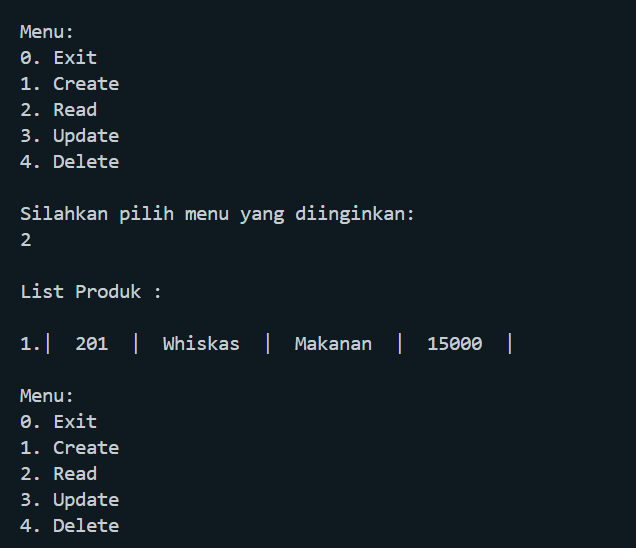 Menu:
0. Exit
1. Create
2. Read
3. Update
4. Delete
Silahkan pilih menu yang diinginkan:
2
List Produk :
1.|  201  |  Whiskas  |  Makanan  |  15000  |
Menu:
0. Exit
1. Create
2. Read
3. Update
4. Delete